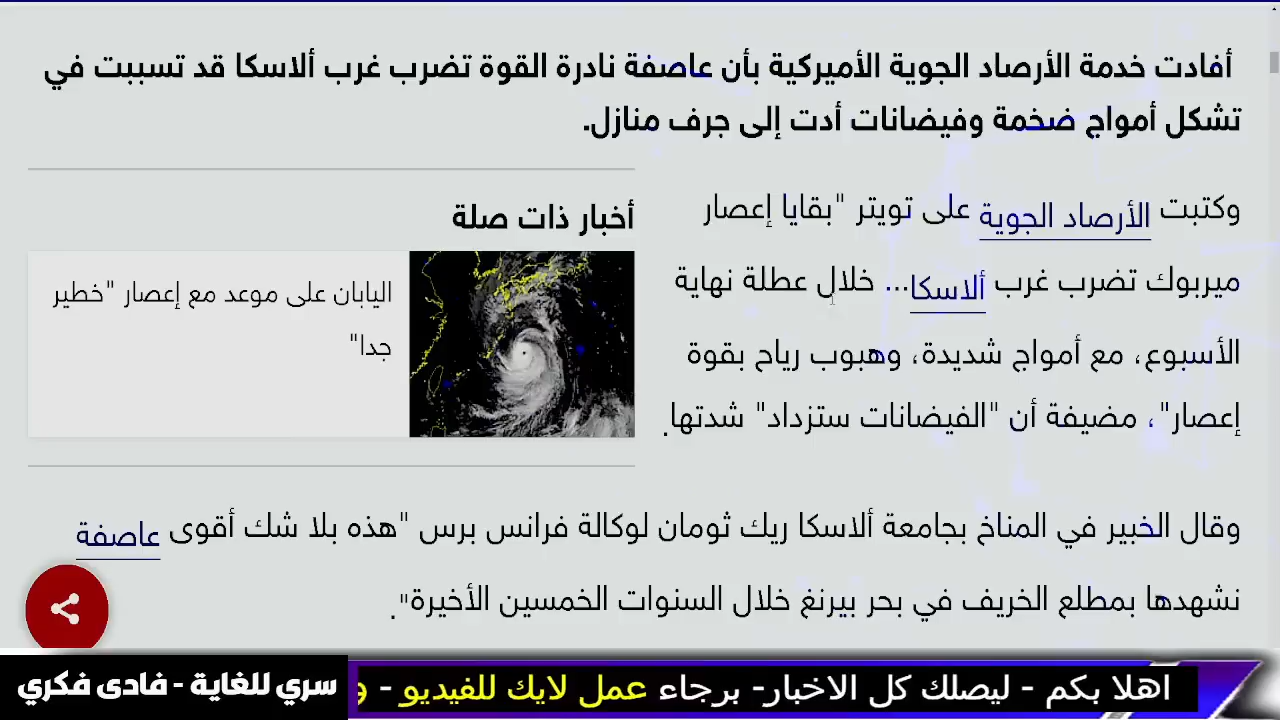 أفادت خدمة الأرصاد الجوية الأميركية بأن عاصفة نادرة القوة تضرب غرب ألاسكا قد تسببت في
تشكل أمواج ضخمة وفيضانات أدت إلى جرف منازل.
وكتبت الأرصاد الجوية على تويتر "بقايا إعصار
ميربوك تضرب غرب ألاسكا... خلال عطلة نهاية
الأسبوع، مع أمواج شديدة، وهبوب رياح بقوة
إعصار"، مضيفة أن "الفيضانات ستزداد" شدتها.
أخبار ذات صلة
اليابان على موعد مع إعصار "خطير
جدا"
وقال الخبير في المناخ بجامعة ألاسكا ريك ثومان لوكالة فرانس برس "هذه بلا شك أقوى عاصفة
نشهدها بمطلع الخريف في بحر بيرنغ خلال السنوات الخمسين الأخيرة".
اهلا بكم - ليصلك كل الاخبار- برجاء عمل لايك للفيديو - و
سري للغاية - فادى فكري